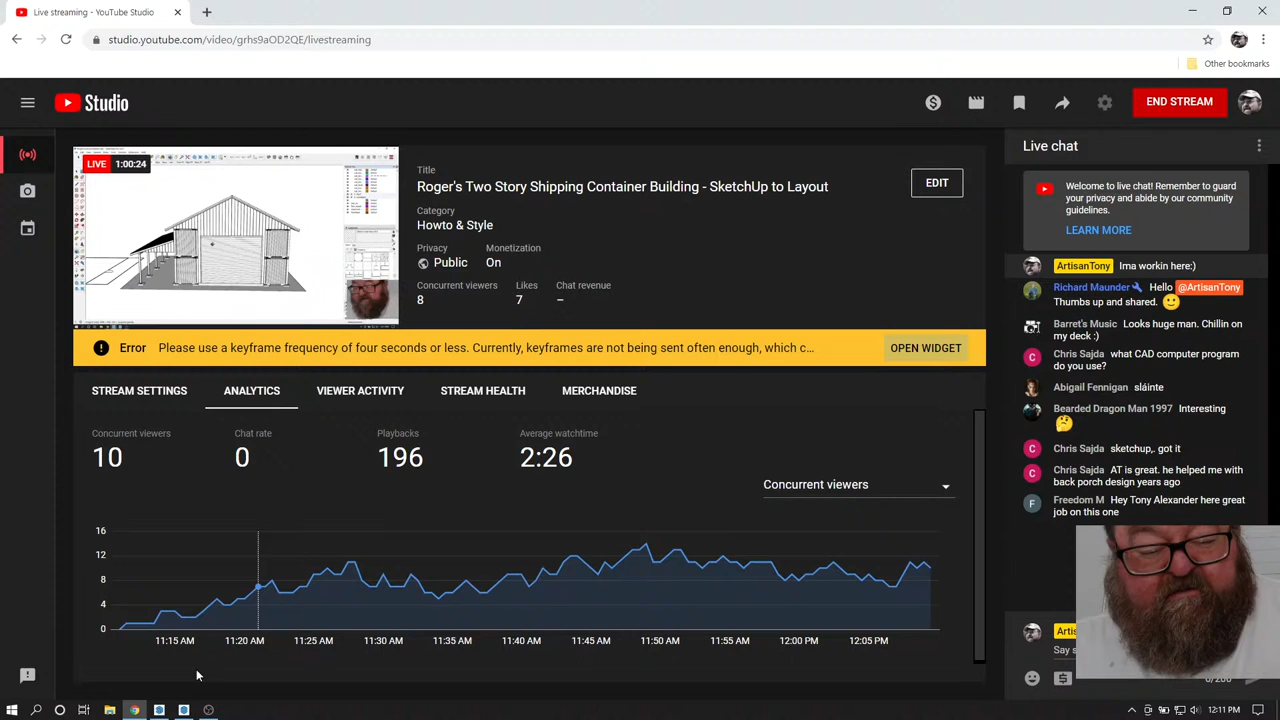 Live streaming - YouTube Studio
studio.youtube.com/video/grhs9aOD2QE/livestreaming
Other bookmarks
Studio
END STREAM
LIVE 1:00:24
Title
Roger's Two Story Shipping Container Building - SketchUp & Layout
EDIT
Category
Howto & Style
Privacy Monetization
Public On
Concurrent viewers Likes Chat revenue
8 7 –
Error Please use a keyframe frequency of four seconds or less. Currently, keyframes are not being sent often enough, which c...
OPEN WIDGET
STREAM SETTINGS ANALYTICS VIEWER ACTIVITY STREAM HEALTH MERCHANDISE
Concurrent viewers Chat rate Playbacks Average watchtime
10 0 196 2:26
Concurrent viewers
16
12
8
4
0
11:15 AM 11:20 AM 11:25 AM 11:30 AM 11:35 AM 11:40 AM 11:45 AM 11:50 AM 11:55 AM 12:00 PM 12:05 PM
Live chat
Welcome to live chat! Remember to
your privacy and abide by our community
guidelines.
LEARN MORE
ArtisanTony Ima workin here:)
Richard Maunder Hello @ArtisanTony
Thumbs up and shared.
Barret's Music Looks huge man. Chillin on
my deck :)
Chris Sajda what CAD computer program
do you use?
Abigail Fennigan sláinte
Bearded Dragon Man 1997 Interesting
Chris Sajda sketchup,. got it
Chris Sajda AT is great. he helped me with
back porch design years ago
Freedom M Hey Tony Alexander here great
job on this one
Artis
Say s
0/200
12:11 PM